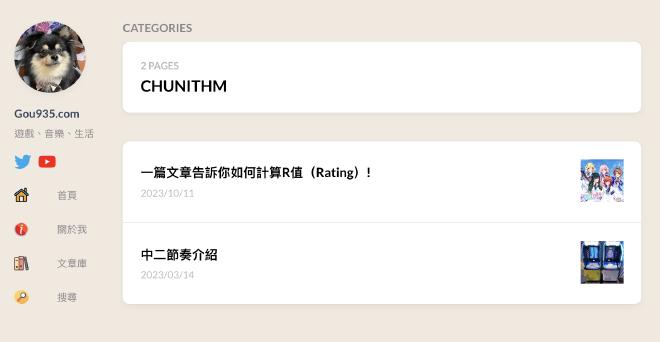 CATEGORIES
2 PAGES
CHUNITHM
Gou935.com
遊戲、音樂、生活
首頁
關於我
文章庫
搜尋
一篇文章告訴你如何計算R值（Rating）!
2023/10/11
中二節奏介紹
2023/03/14